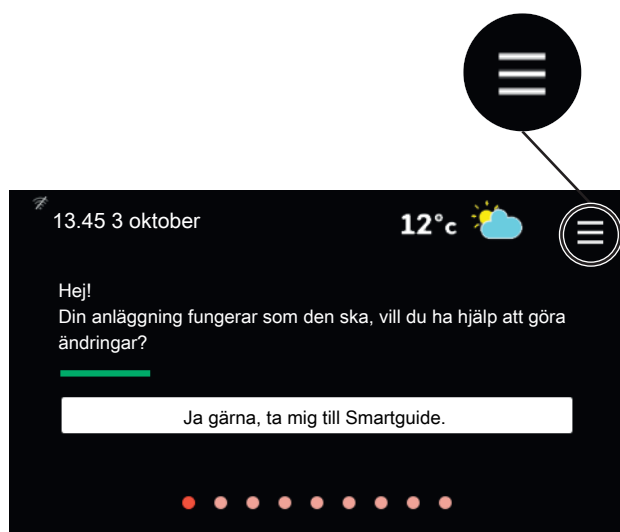 13.45 3 oktober
12°c
Hej!
Din anläggning fungerar som den ska, vill du ha hjälp att göra
ändringar?
Ja gärna, ta mig till Smartguide.